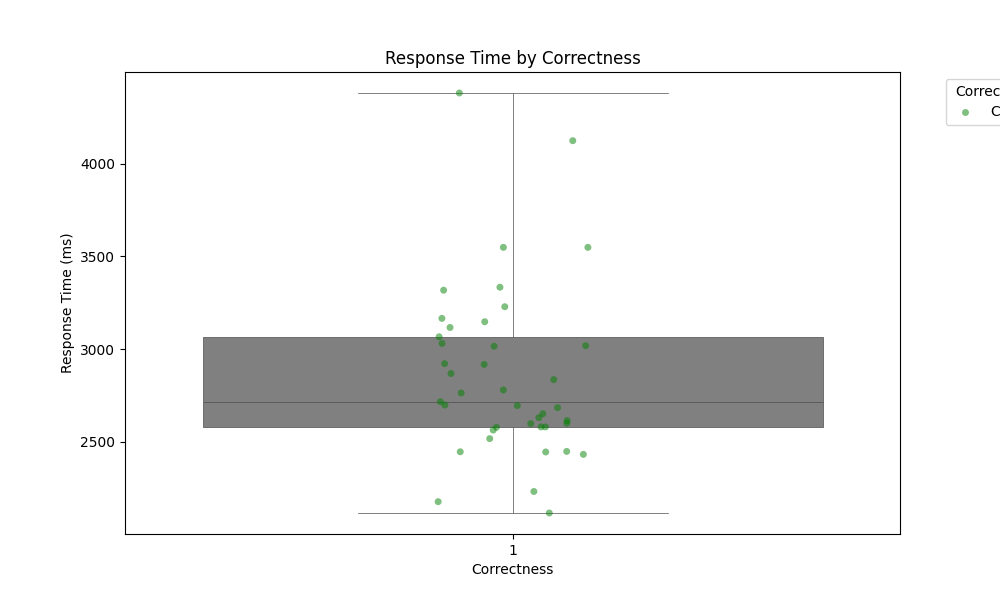 Response Time by Correctness
Response Time (ms)
4000
3500
3000
2500
1
Correctness
Correc
C